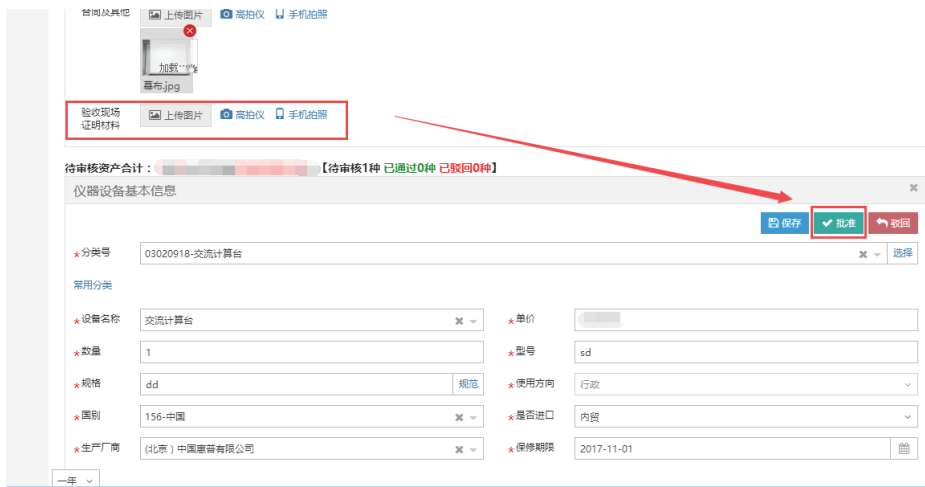 合同及其他 上传图片 高拍仪 手机拍照
加载
幕布.jpg
验收现场 上传图片 高拍仪 手机拍照
证明材料
待审核资产合计： 【待审核1种 已通过0种 已驳回0种】
仪器设备基本信息
保存 批准 驳回
★分类号 03020918-交流计算台 选择
常用分类
★设备名称 交流计算台 ★单价
★数量 1 ★型号 sd
★规格 dd 规范 ★使用方向 行政
★国别 156-中国 ★是否进口 内贸
★生产厂商 (北京）中国惠普有限公司 ★保修期限 2017-11-01
一年